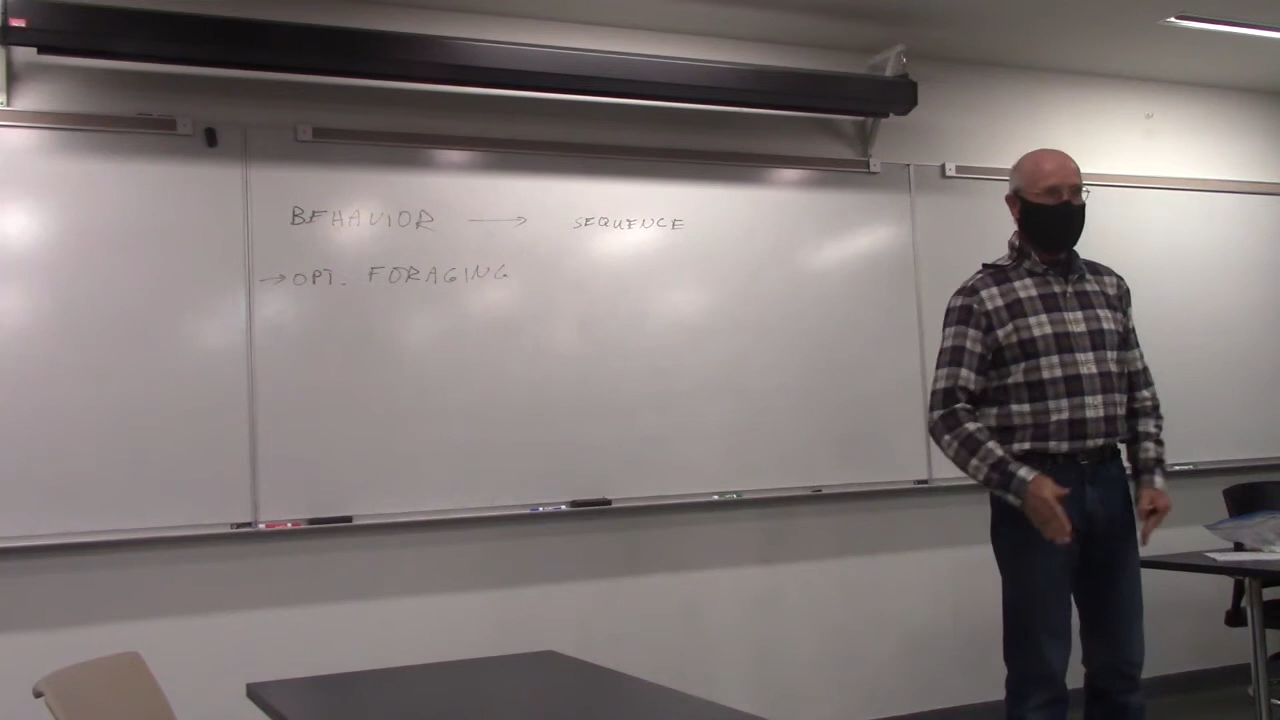 BEHAVIOR → SEQUENCE
→ OPT. FORAGING